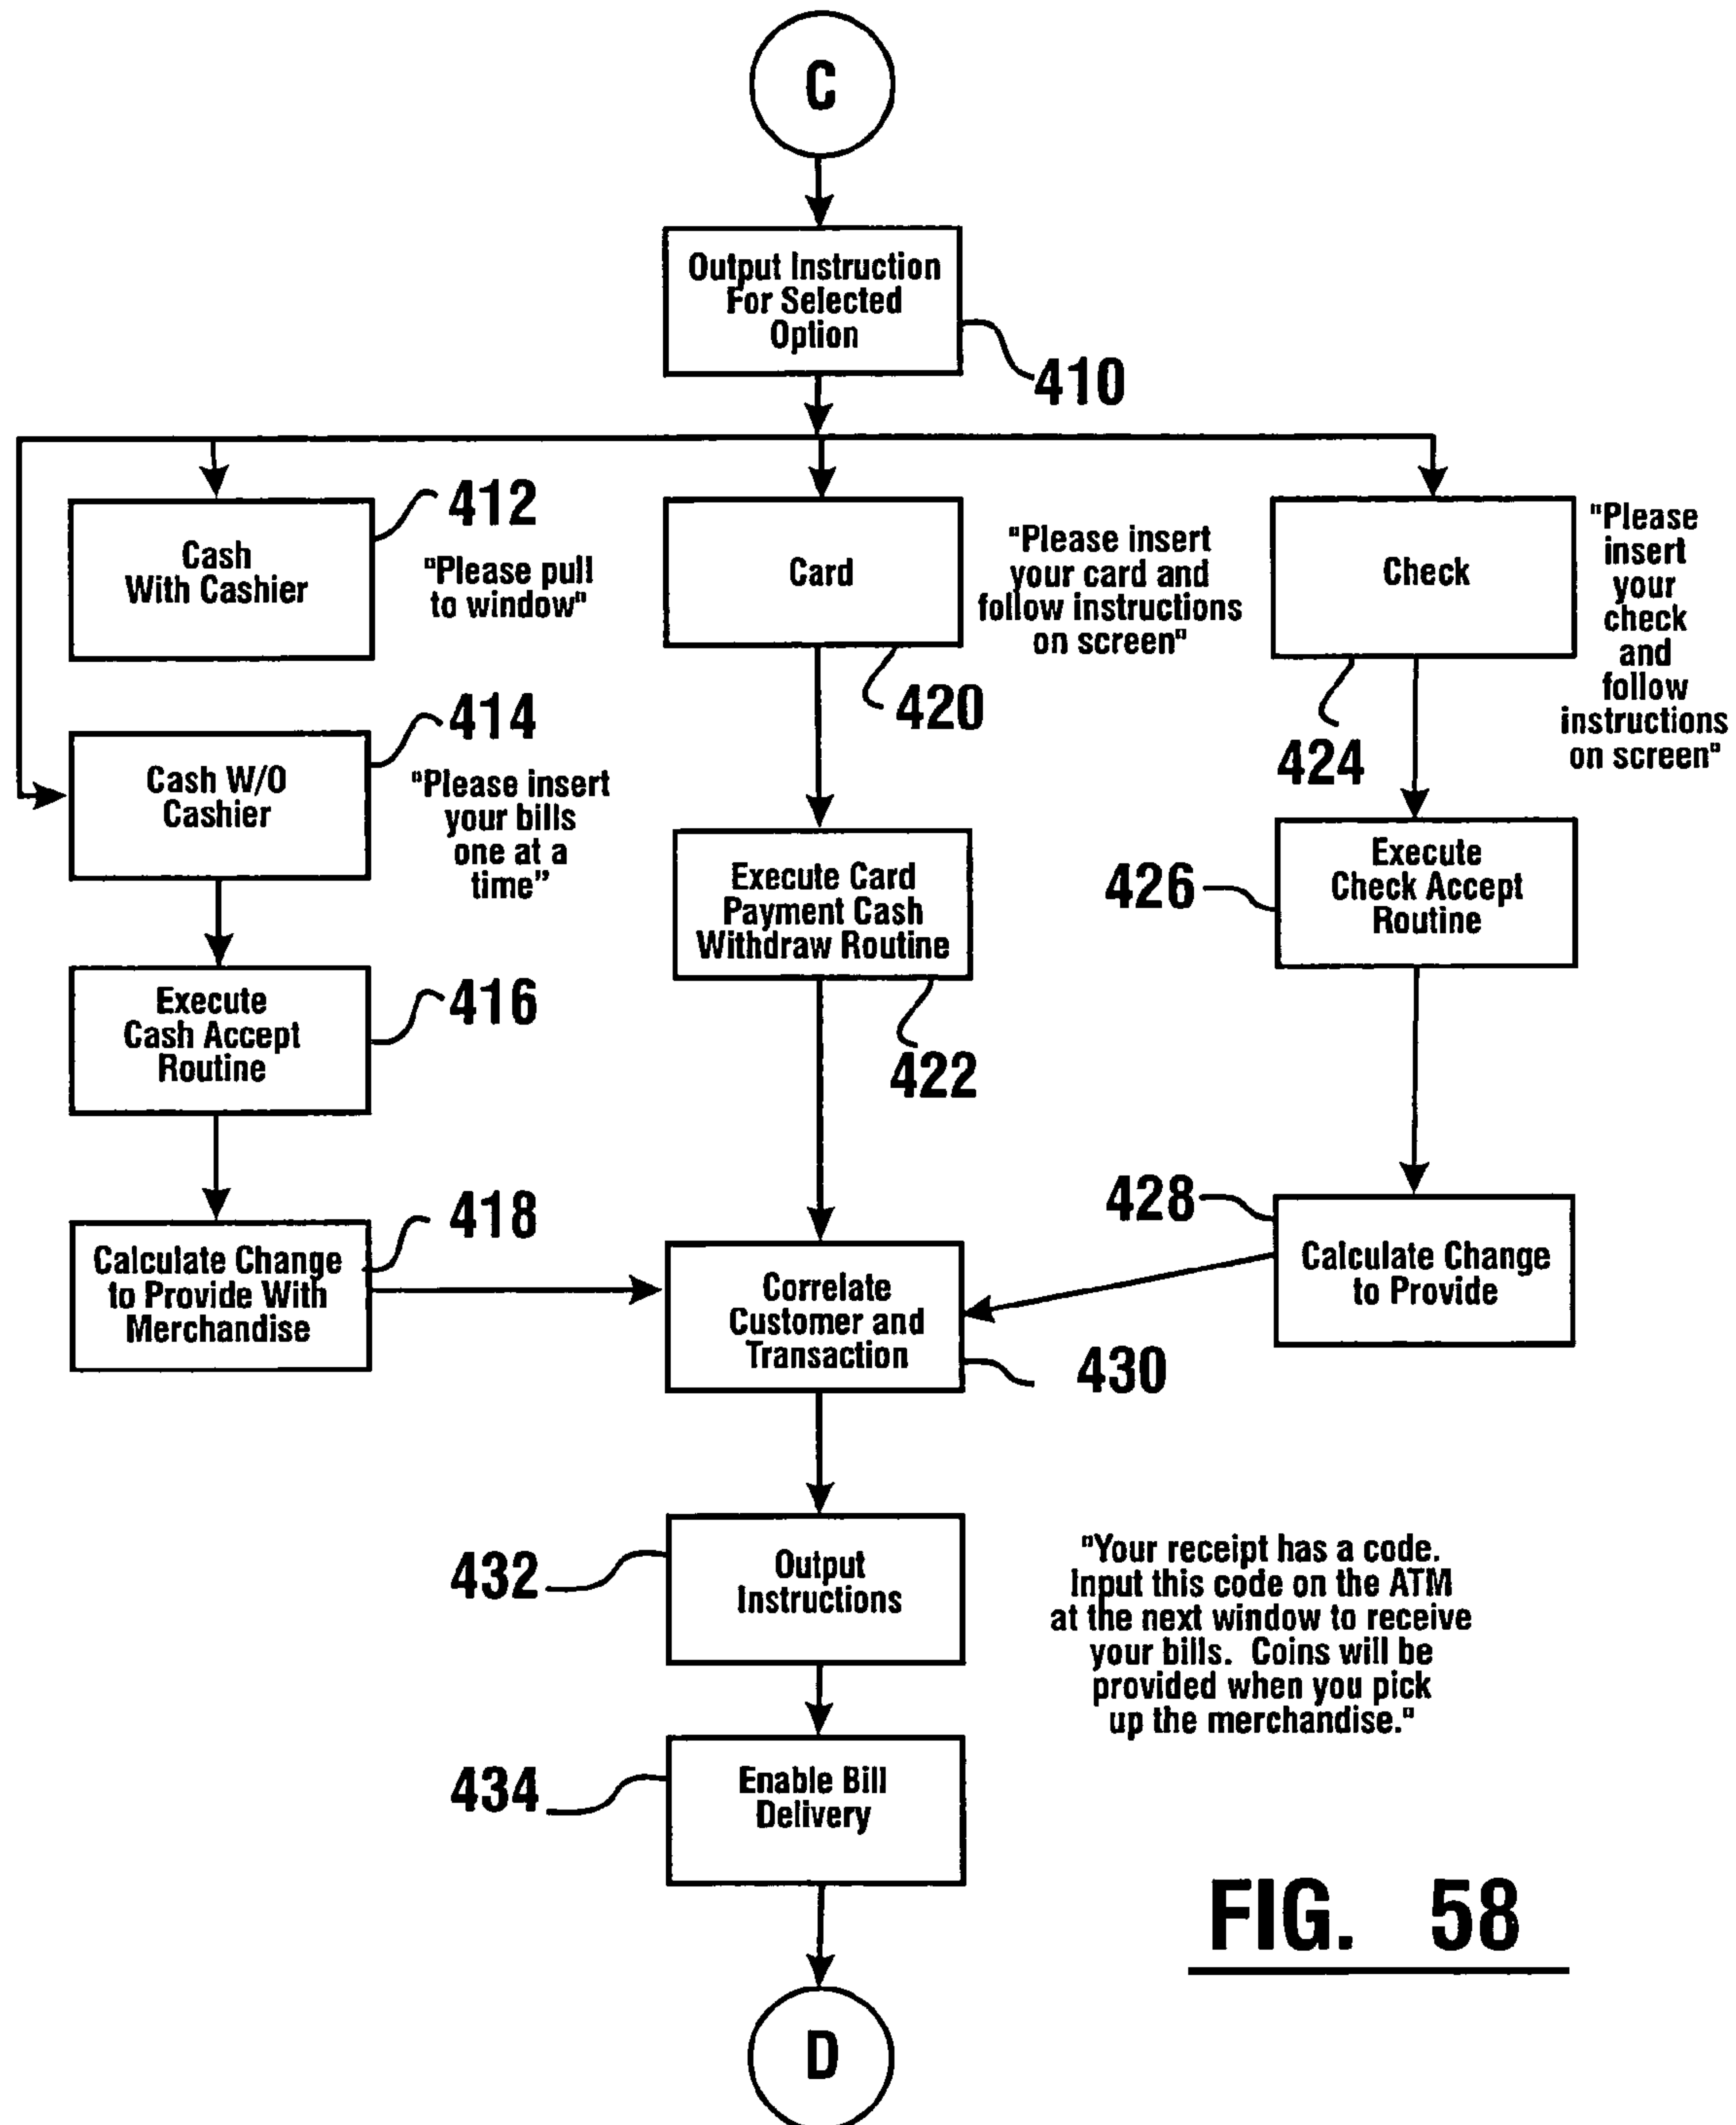 C
Output Instruction
For Selected
Option
410
Cash
With Cashier
412
"Please pull
to window"
Card
"Please insert
your card and
follow instructions
on screen"
420
Check
"Please
insert
your
check
and
follow
instructions
on screen"
424
Cash W/O
Cashier
414
"Please insert
your bills
one at a
time”
Execute Card
Payment Cash
Withdraw Routine
422
426
Execute
Check Accept
Routine
Execute
Cash Accept
Routine
416
Calculate Change
to Provide With
Merchandise
418
Correlate
Customer and
Transaction
430
428
Calculate Change
to Provide
432
Output
Instructions
"Your receipt has a code.
Input this code on the ATM
at the next window to receive
your bills. Coins will be
provided when you pick
up the merchandise."
434
Enable Bill
Delivery
D
FIG. 58